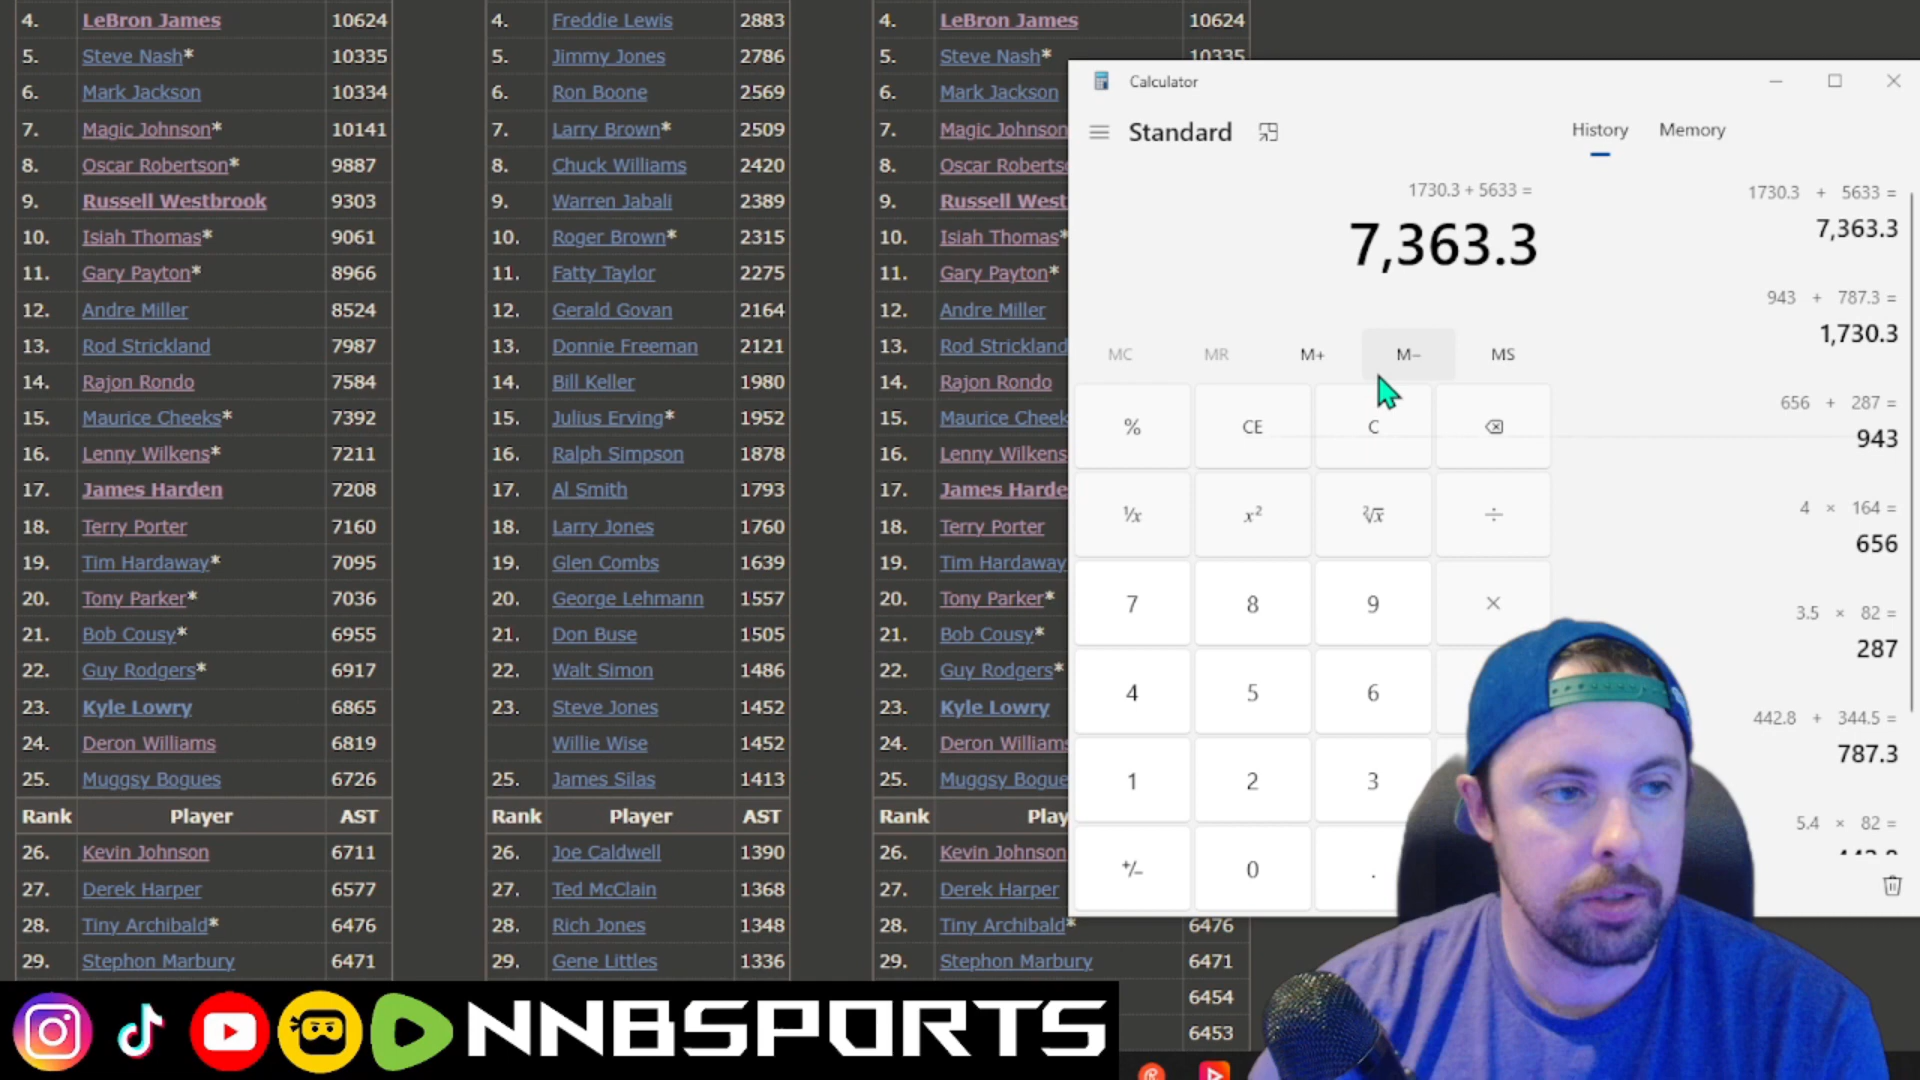 4. LeBron James 10624
5. Steve Nash* 10335
6. Mark Jackson 10334
7. Magic Johnson* 10141
8. Oscar Robertson* 9887
9. Russell Westbrook 9303
10. Isiah Thomas* 9061
11. Gary Payton* 8966
12. Andre Miller 8524
13. Rod Strickland 7987
14. Rajon Rondo 7584
15. Maurice Cheeks* 7392
16. Lenny Wilkens* 7211
17. James Harden 7208
18. Terry Porter 7160
19. Tim Hardaway* 7095
20. Tony Parker* 7036
21. Bob Cousy* 6955
22. Guy Rodgers* 6917
23. Kyle Lowry 6865
24. Deron Williams 6819
25. Muggsy Bogues 6726
Rank Player AST
26. Kevin Johnson 6711
27. Derek Harper 6577
28. Tiny Archibald* 6476
29. Stephon Marbury 6471
4. Freddie Lewis 2883
5. Jimmy Jones 2786
6. Ron Boone 2569
7. Larry Brown* 2509
8. Chuck Williams 2420
9. Warren Jabali 2389
10. Roger Brown* 2315
11. Fatty Taylor 2275
12. Gerald Govan 2164
13. Donnie Freeman 2121
14. Bill Keller 1980
15. Julius Erving* 1952
16. Ralph Simpson 1878
17. Al Smith 1793
18. Larry Jones 1760
19. Glen Combs 1639
20. George Lehmann 1557
21. Don Buse 1505
22. Walt Simon 1486
23. Steve Jones 1452
Willie Wise 1452
25. James Silas 1413
Rank Player AST
26. Joe Caldwell 1390
27. Ted McClain 1368
28. Rich Jones 1348
29. Gene Littles 1336
4. LeBron James 10624
5. Steve Nash* 10335
6. Mark Jackson
7. Magic Johnson
8. Oscar Roberts
9. Russell West
10. Isiah Thomas*
11. Gary Payton*
12. Andre Miller
13. Rod Strickland
14. Rajon Rondo
15. Maurice Cheek
16. Lenny Wilkens
17. James Harde
18. Terry Porter
19. Tim Hardaway
20. Tony Parker*
21. Bob Cousy*
22. Guy Rodgers*
23. Kyle Lowry
24. Deron Williams
25. Muggsy Bogue
Rank Play
26. Kevin Johnson
27. Derek Harper
28. Tiny Archibald* 6476
29. Stephon Marbury 6471
6454
6453
Calculator
Standard
History Memory
1730.3 + 5633 =
7,363.3
MC MR M+ M− MS
% CE C
¹/x x² ²√x ÷
7 8 9 ×
4 5 6
1 2 3
+/− 0 .
1730.3 + 5633 =
7,363.3
943 + 787.3 =
1,730.3
656 + 287 =
943
4 × 164 =
656
3.5 × 82 =
287
442.8 + 344.5 =
787.3
5.4 × 82 =
NNBSPORTS